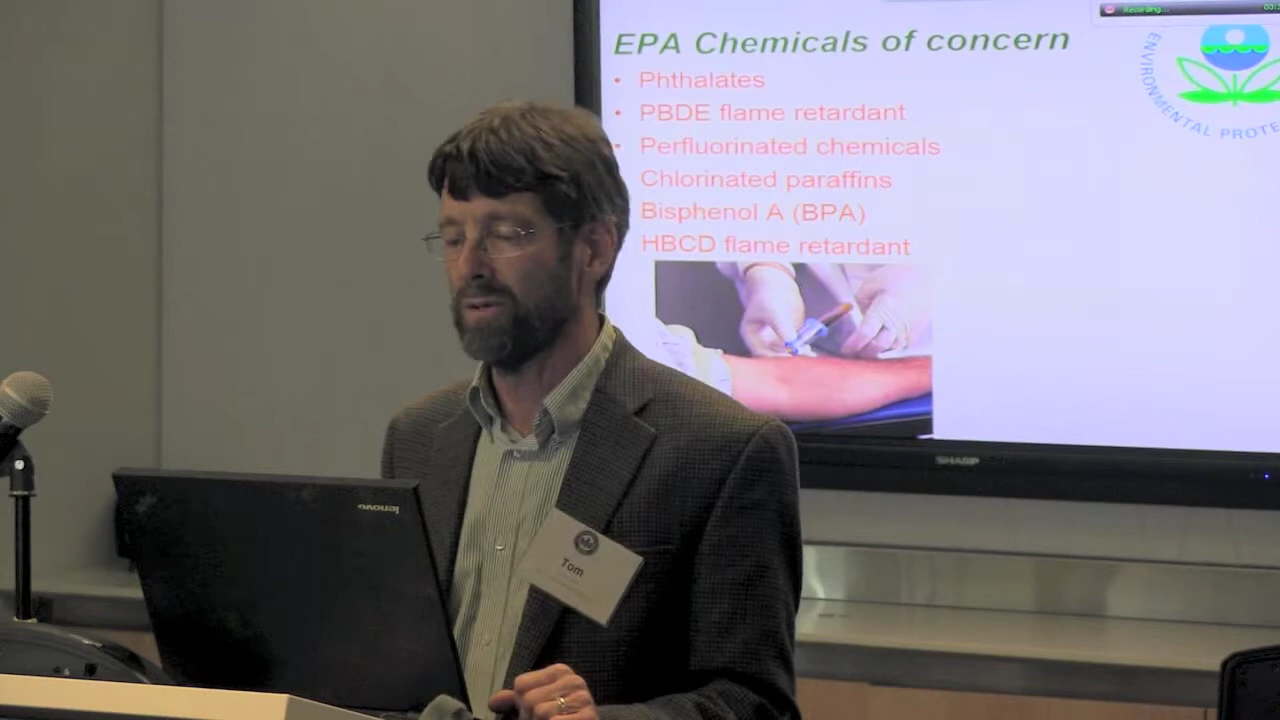 Recording...
EPA Chemicals of concern
• Phthalates
• PBDE flame retardant
• Perfluorinated chemicals
Chlorinated paraffins
Bisphenol A (BPA)
HBCD flame retardant
ENVIRONMENTAL PROTE
SHARP
lenovo
Tom